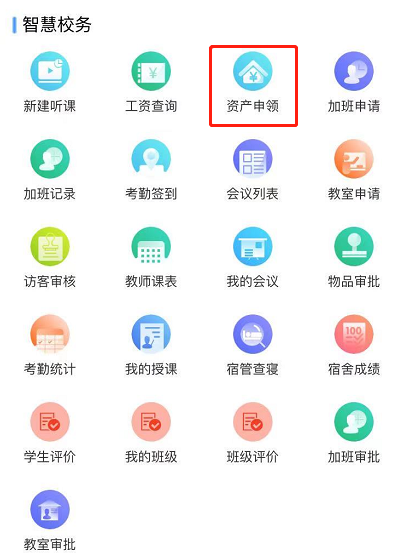 智慧校务
新建听课 工资查询 资产申领 加班申请
加班记录 考勤签到 会议列表 教室申请
访客审核 教师课表 我的会议 物品审批
考勤统计 我的授课 宿管查寝 宿舍成绩
100
学生评价 我的班级 班级评价 加班审批
教室审批